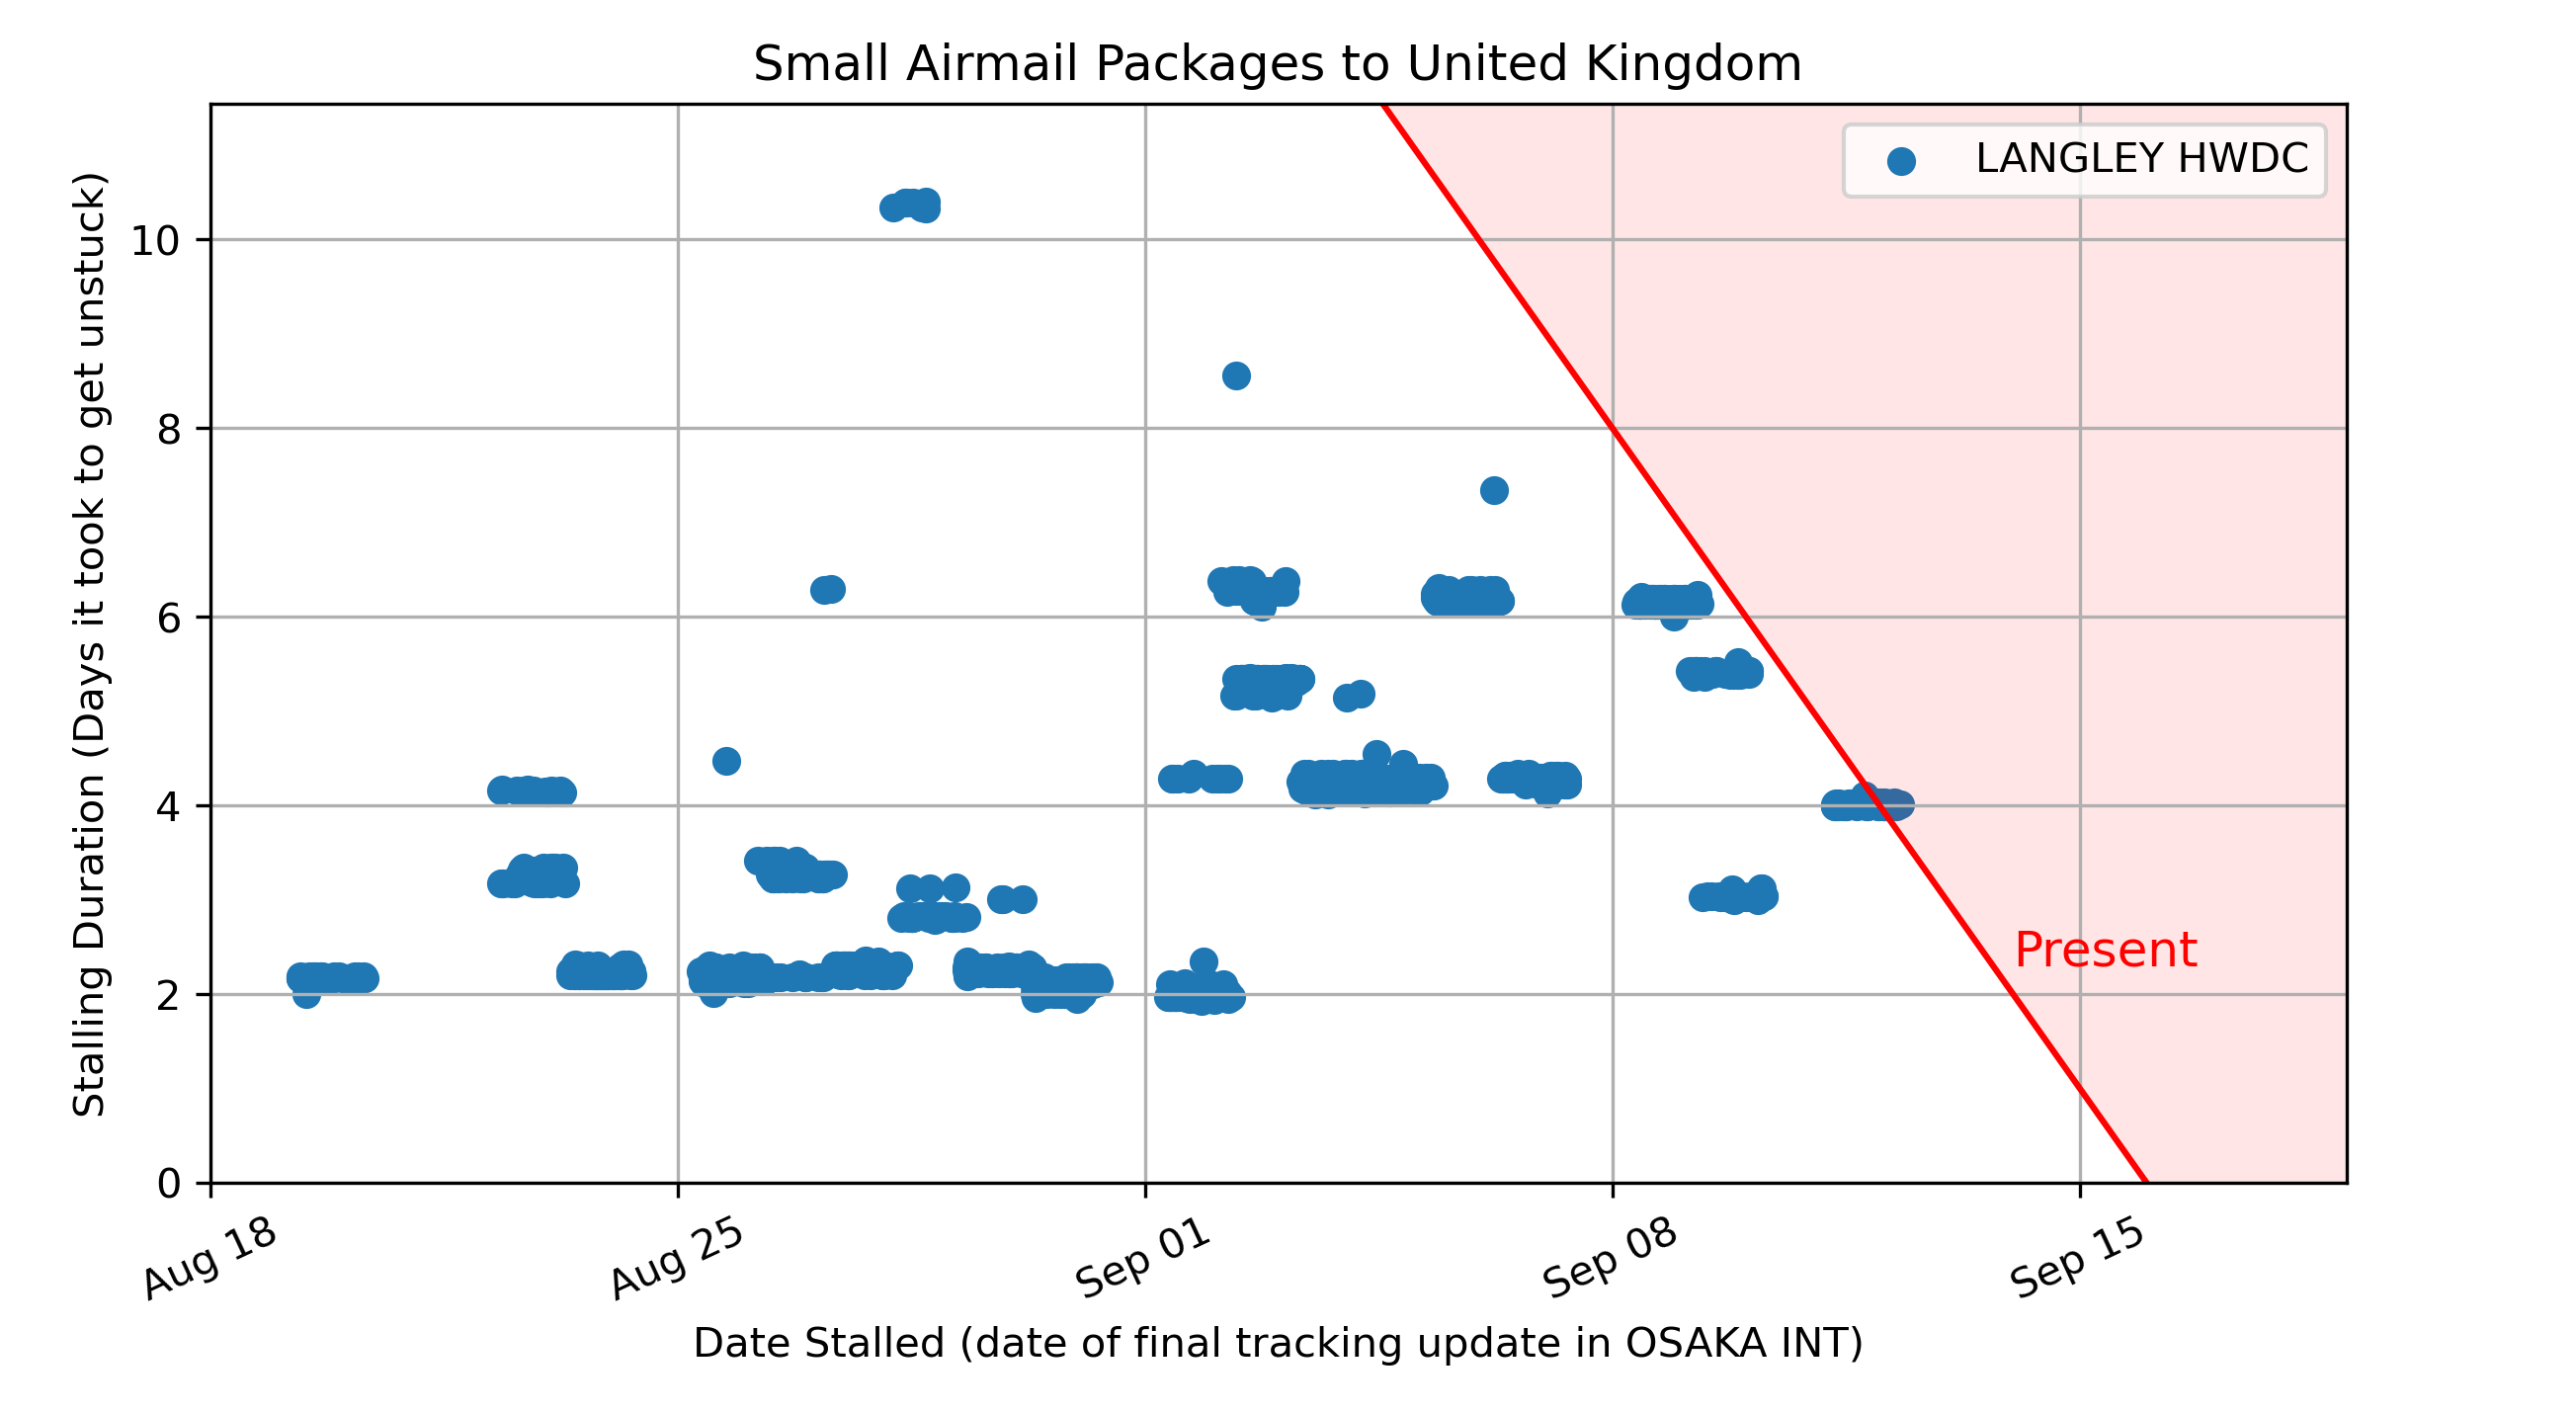 Small Airmail Packages to United Kingdom
LANGLEY HWDC
Stalling Duration (Days it took to get unstuck)
10
8
6
4
2
0
Present
Aug 18
Aug 25
Sep 01
Sep 08
Sep 15
Date Stalled (date of final tracking update in OSAKA INT)